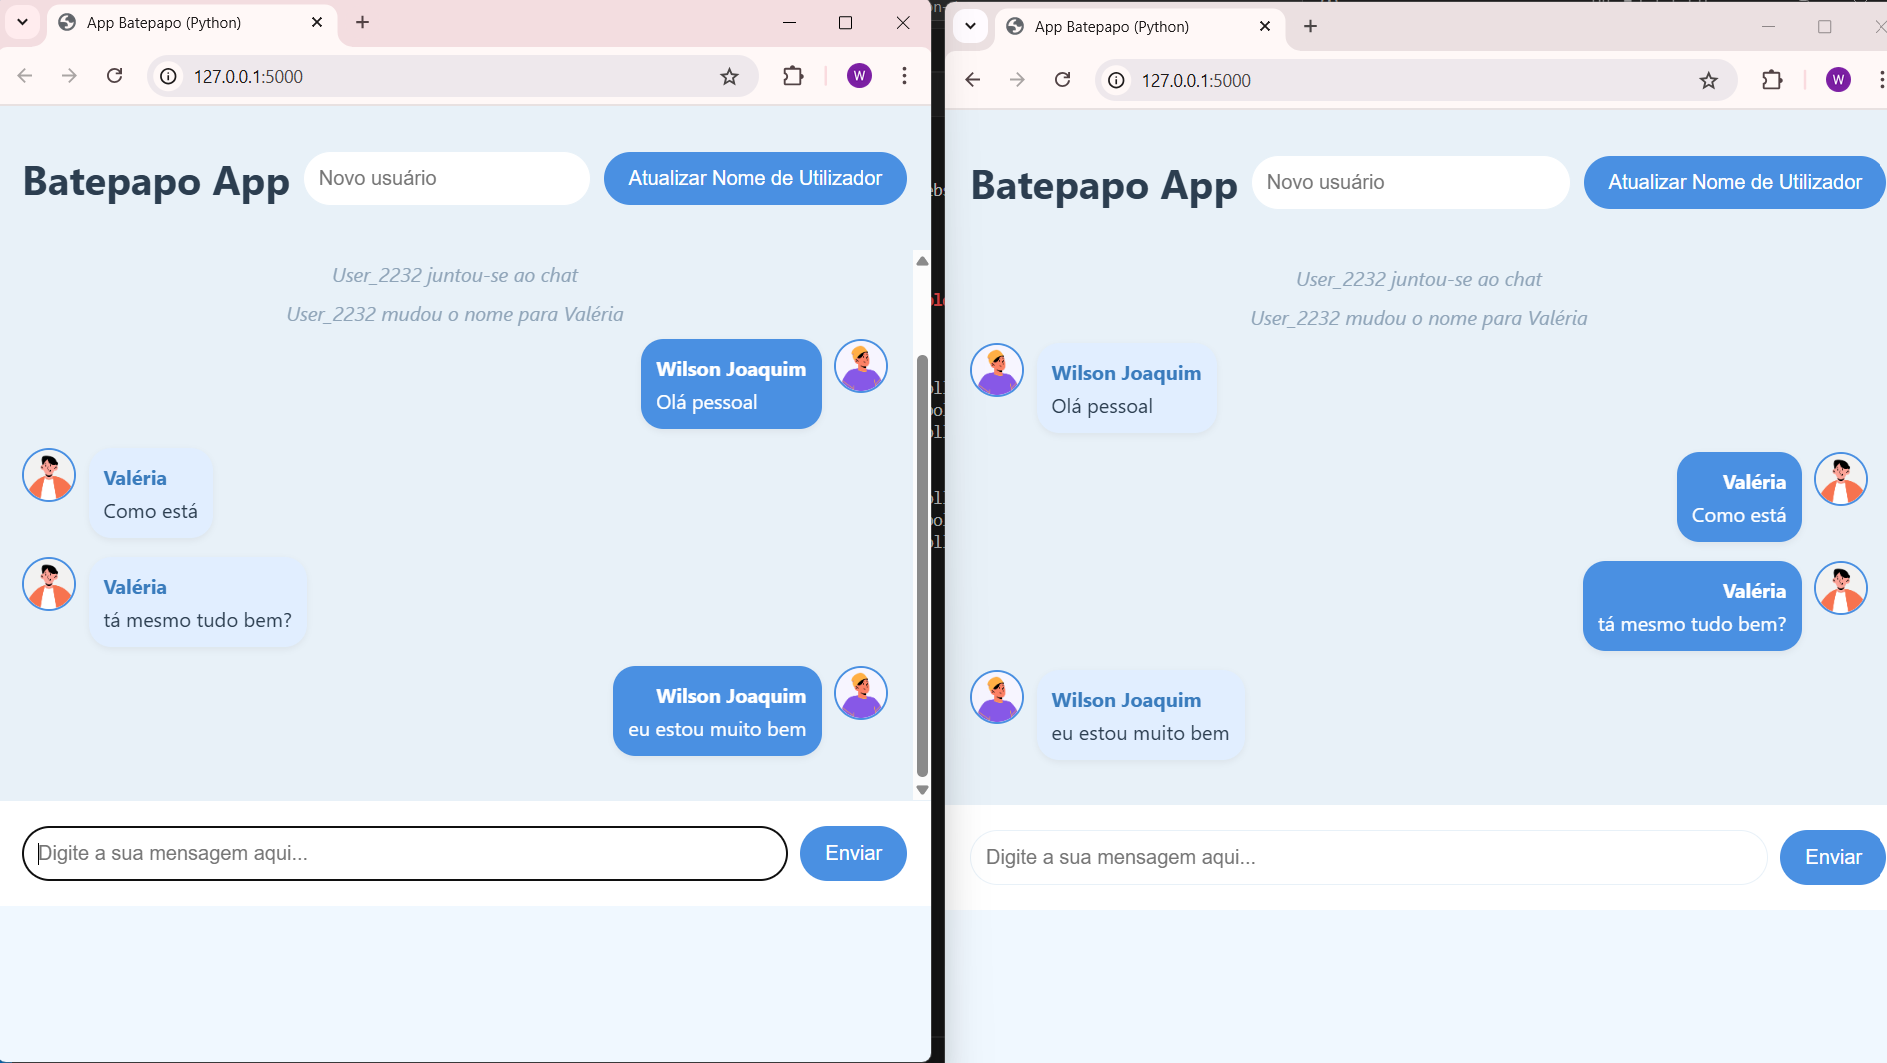 App Batepapo (Python)
127.0.0.1:5000
W
Batepapo App
Novo usuário
Atualizar Nome de Utilizador
User_2232 juntou-se ao chat
User_2232 mudou o nome para Valéria
Wilson Joaquim
Olá pessoal
Valéria
Como está
Valéria
tá mesmo tudo bem?
Wilson Joaquim
eu estou muito bem
Digite a sua mensagem aqui...
Enviar
App Batepapo (Python)
127.0.0.1:5000
W
Batepapo App
Novo usuário
Atualizar Nome de Utilizador
User_2232 juntou-se ao chat
User_2232 mudou o nome para Valéria
Wilson Joaquim
Olá pessoal
Valéria
Como está
Valéria
tá mesmo tudo bem?
Wilson Joaquim
eu estou muito bem
Digite a sua mensagem aqui...
Enviar